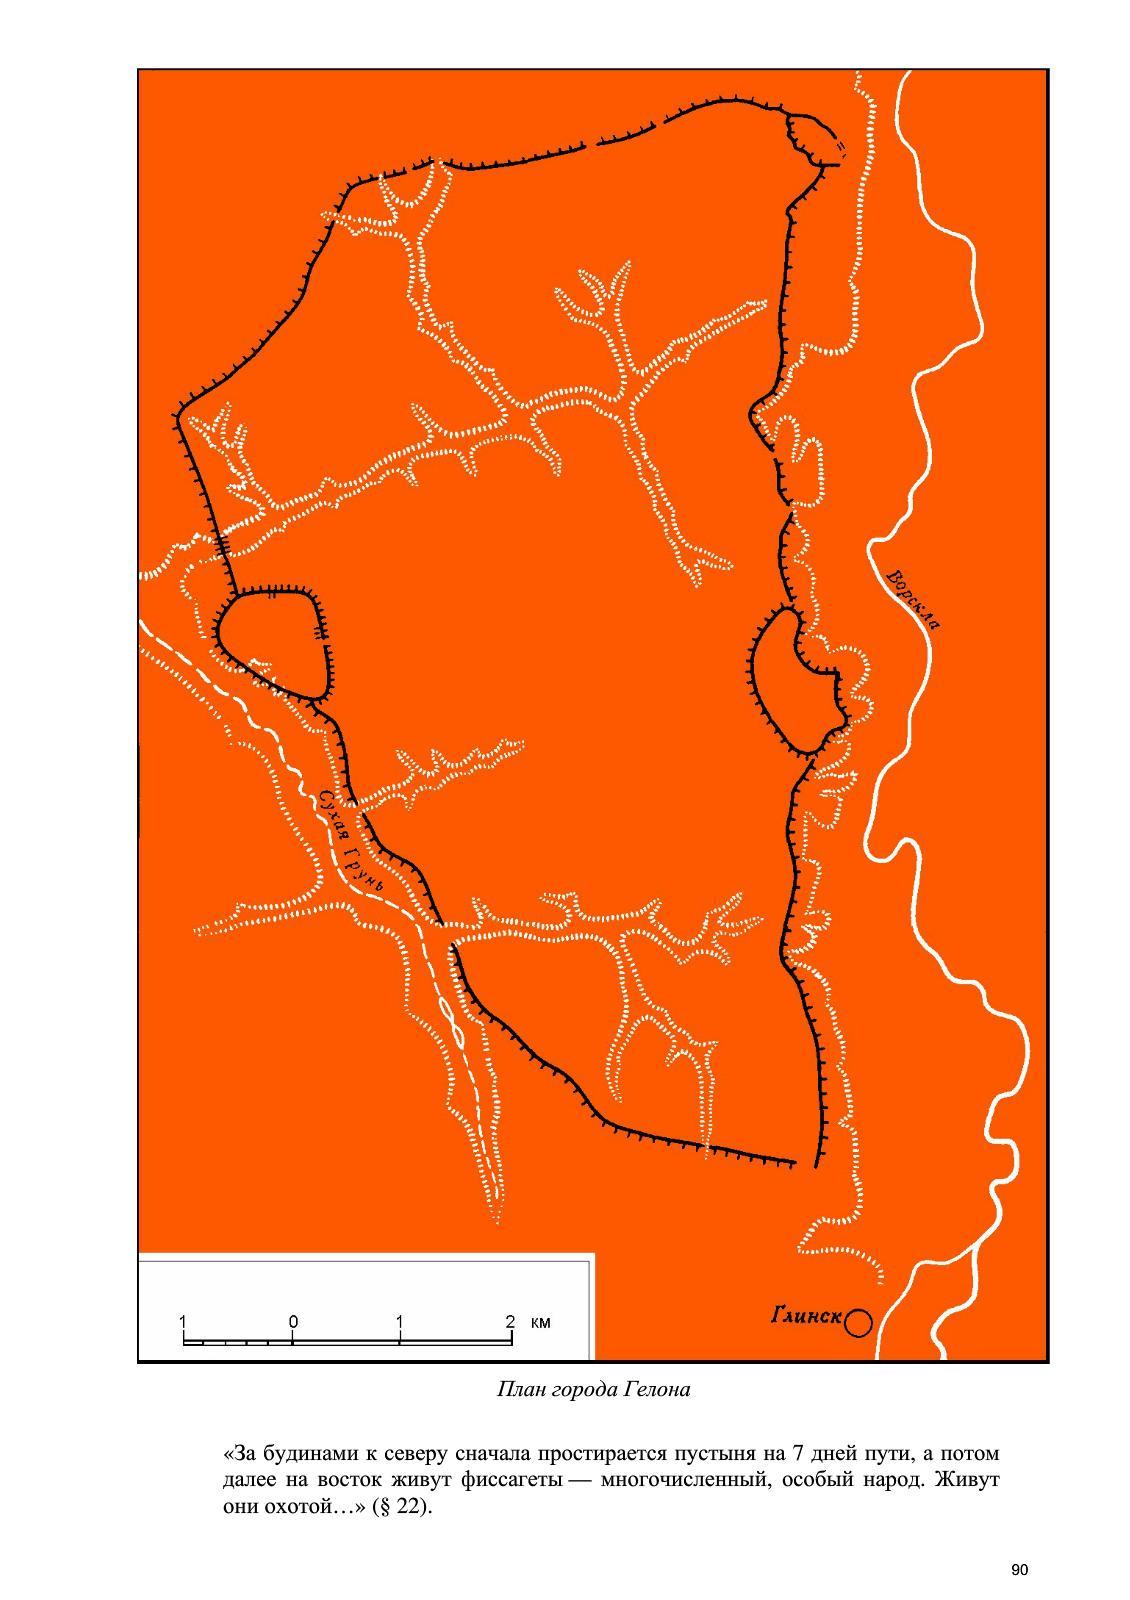 Ворскла
Сухая Грунь
1 0 1 2 км
Глинск
План города Гелона
«За будинами к северу сначала простирается пустыня на 7 дней пути, а потом
далее на восток живут фиссагеты — многочисленный, особый народ. Живут
они охотой…» (§ 22).
90